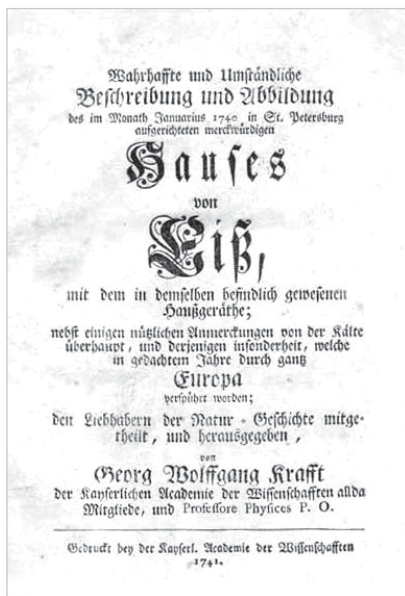 Wahrhaffte und Umständliche
Beschreibung und Abbildung
des im Monath Januarius 1740 in St. Petersburg
aufgerichteten merckwürdigen
Hauses
von
Eiß,
mit dem in demselben befindlich gewesenen
Haußgeräthe;
nebst einigen nützlichen Anmerckungen von der Kälte
überhaupt, und derjenigen insonderheit, welche
in gedachtem Jahre durch gantz
Europa
verspühret worden;
den Liebhabern der Natur-Geschichte mitge-
theilt, und herausgegeben,
von
Georg Wolffgang Krafft
der Kayserlichen Academie der Wissenschafften allda
Mitgliede, und Professore Physices P. O.
Gedruckt bey der Kayserl. Academie der Wissenschafften
1741.